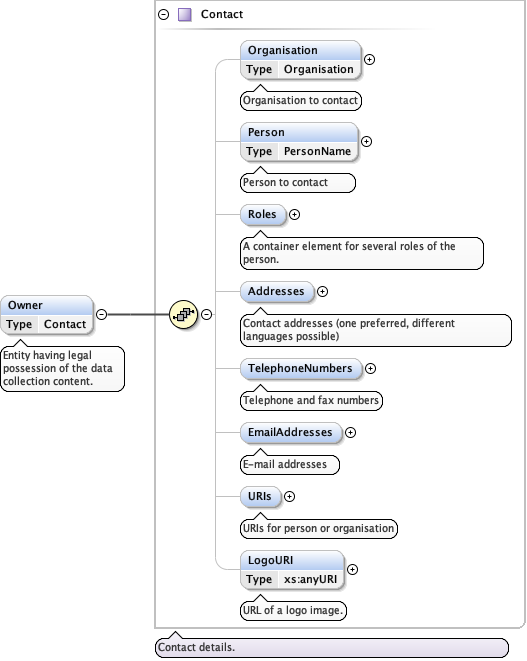 Contact
Organisation
Type Organisation
Organisation to contact
Person
Type PersonName
Person to contact
Roles
A container element for several roles of the
person.
Addresses
Contact addresses (one preferred, different
languages possible)
Owner
Type Contact
Entity having legal
possession of the data
collection content.
TelephoneNumbers
Telephone and fax numbers
EmailAddresses
E-mail addresses
URIs
URIs for person or organisation
LogoURI
Type xs:anyURI
URL of a logo image.
Contact details.